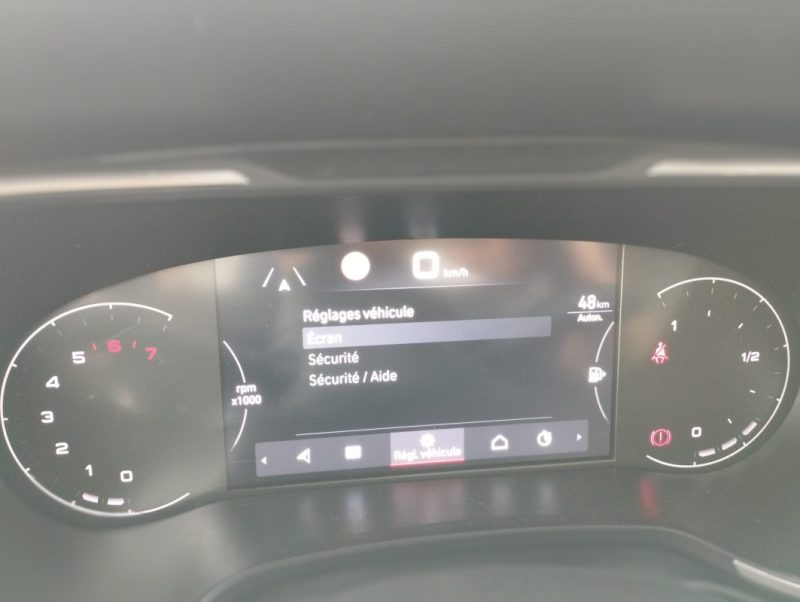 0 km/h
Réglages véhicule
Écran
Sécurité
Sécurité / Aide
48 km
Auton.
rpm
x1000
Régl. véhicule
0
1
2
3
4
5
6
7
1
1/2
0